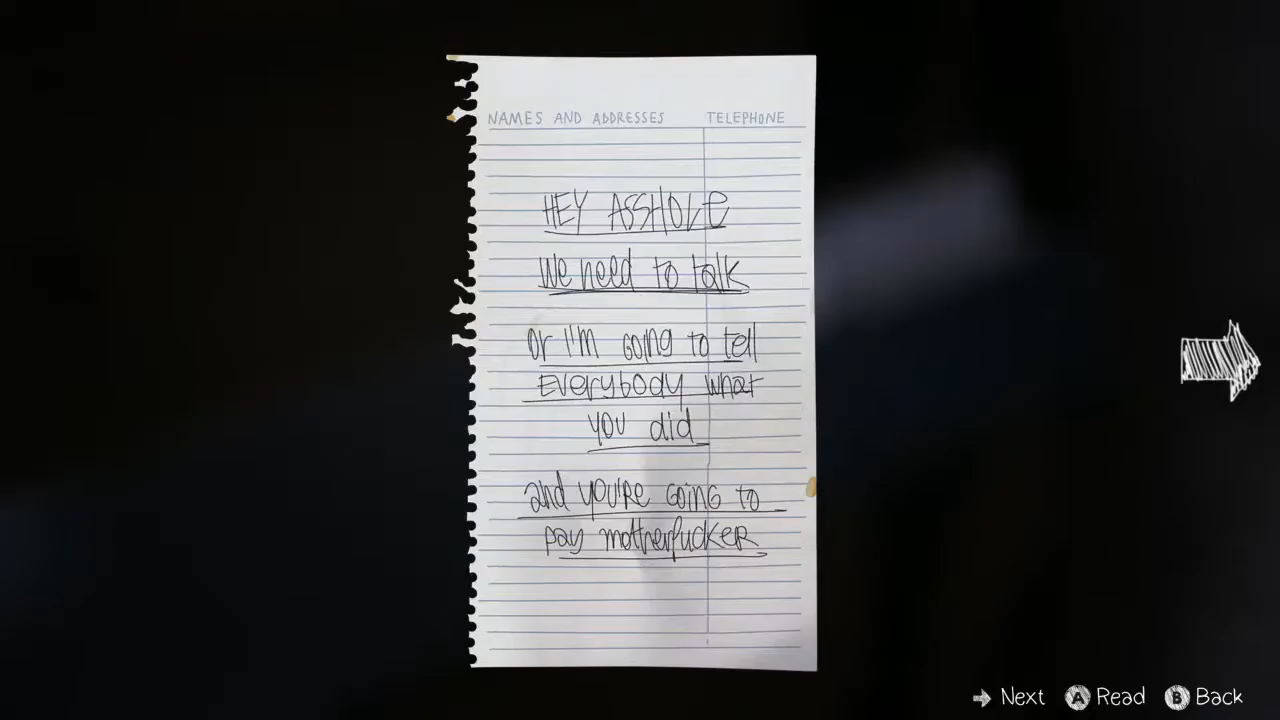 NAMES AND ADDRESSES TELEPHONE
HEY ASSHOLE
We need to talk
Or I'm going to tell
Everybody what
you did
and you're going to
pay motherfucker
Next A Read B Back